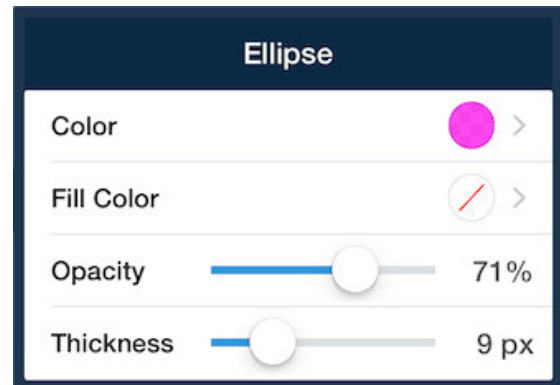 Ellipse
Color
Fill Color
Opacity 71%
Thickness 9 px